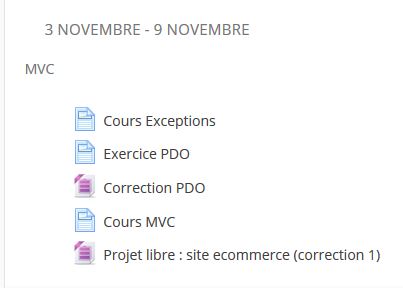 3 NOVEMBRE - 9 NOVEMBRE
MVC
Cours Exceptions
Exercice PDO
Correction PDO
Cours MVC
Projet libre : site ecommerce (correction 1)